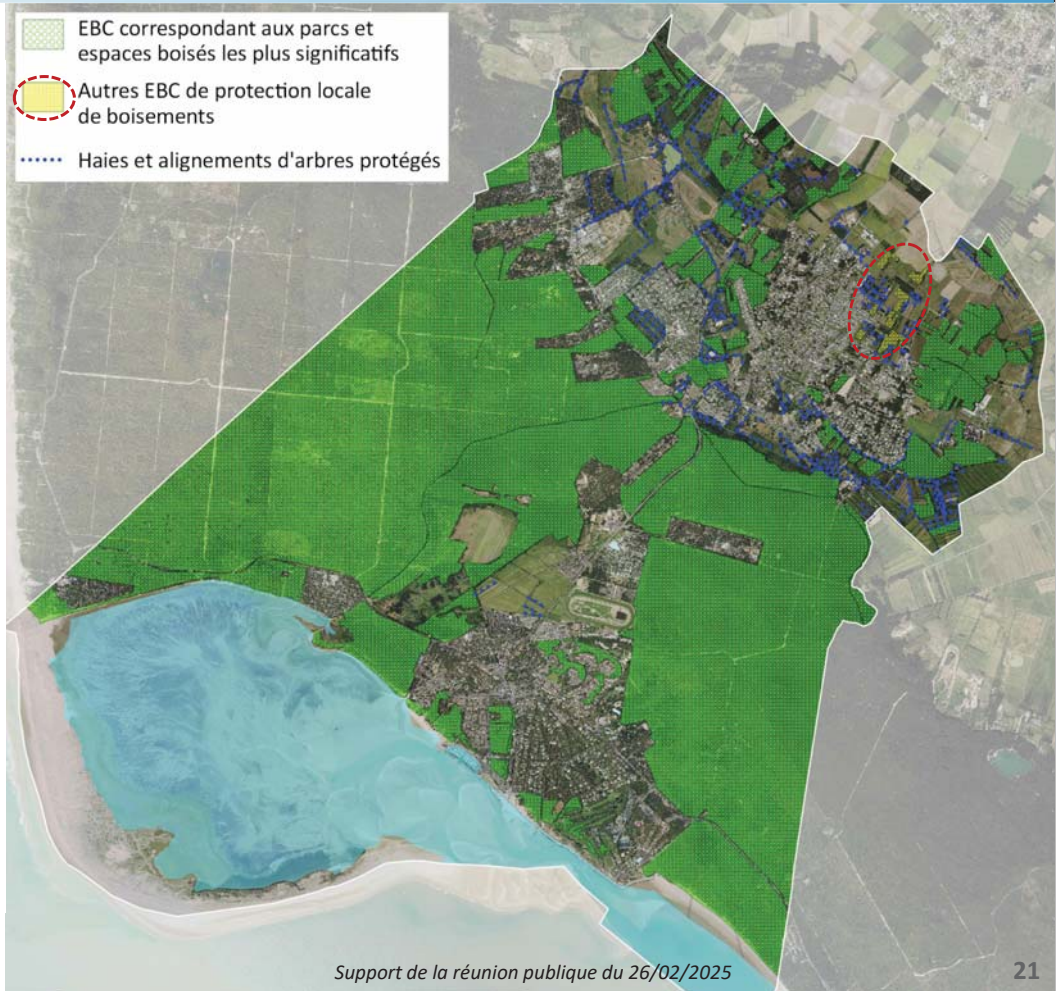 EBC correspondant aux parcs et
espaces boisés les plus significatifs
Autres EBC de protection locale
de boisements
Haies et alignements d'arbres protégés
Support de la réunion publique du 26/02/2025
21